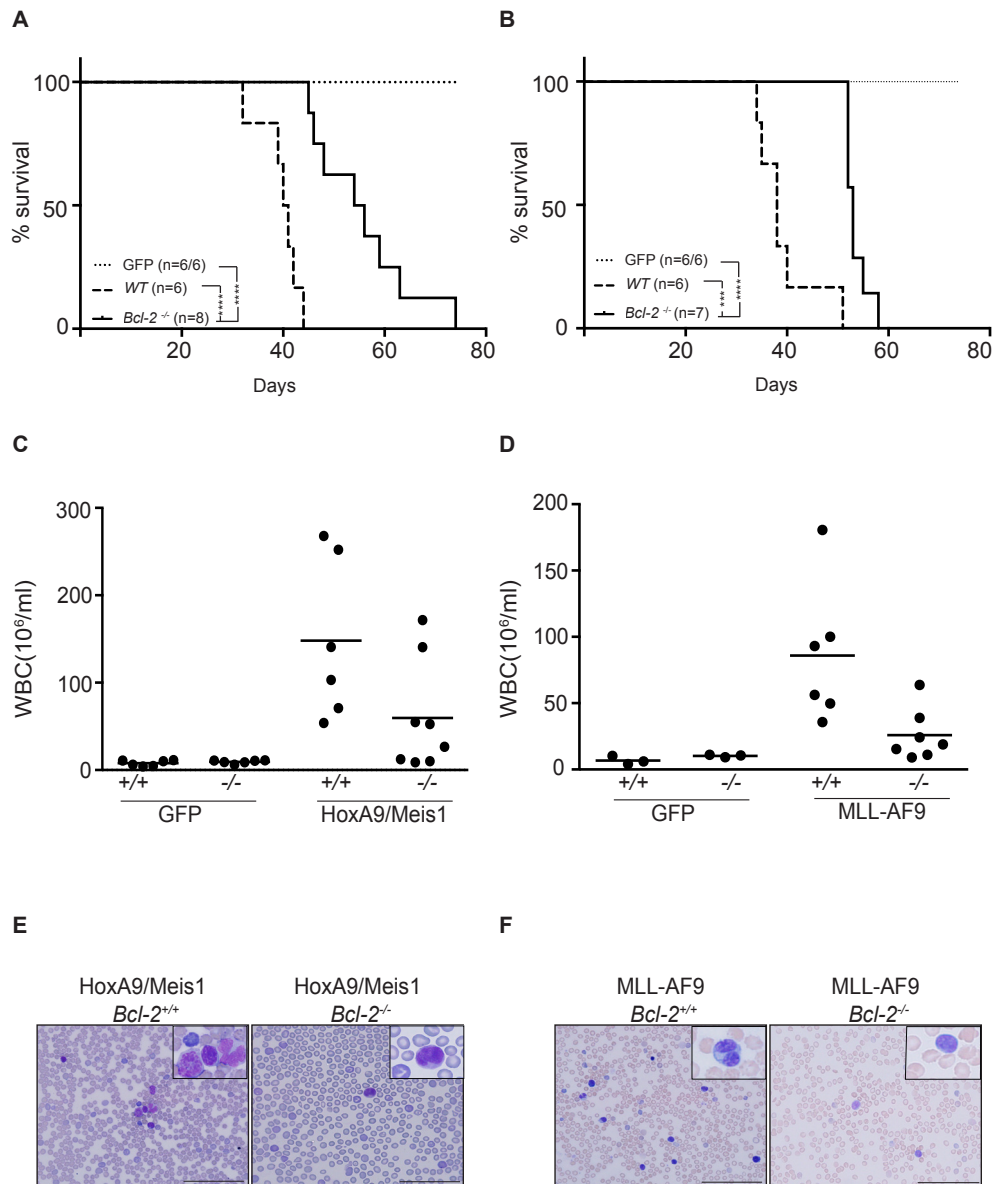 A
B
100
50
0
20
40
60
80
% survival
Days
GFP (n=6/6)
WT (n=6)
Bcl-2 -/- (n=8)
****
****
100
50
0
20
40
60
80
% survival
Days
GFP (n=6/6)
WT (n=6)
Bcl-2 -/- (n=7)
***
****
C
D
300
200
100
0
WBC(10⁶/ml)
+/+
-/-
+/+
-/-
GFP
HoxA9/Meis1
200
150
100
50
0
WBC(10⁶/ml)
+/+
-/-
+/+
-/-
GFP
MLL-AF9
E
F
HoxA9/Meis1
Bcl-2+/+
HoxA9/Meis1
Bcl-2-/-
MLL-AF9
Bcl-2+/+
MLL-AF9
Bcl-2-/-